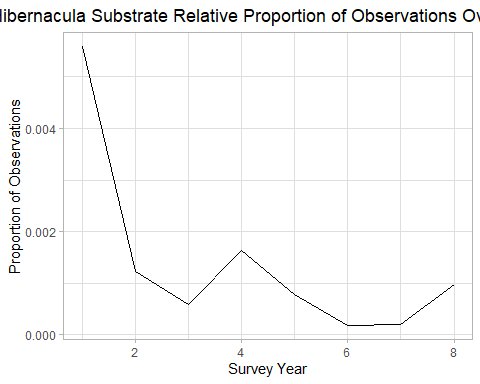 libernacula Substrate Relative Proportion of Observations Ov
Proportion of Observations
0.004
0.002
0.000
2 4 6 8
Survey Year